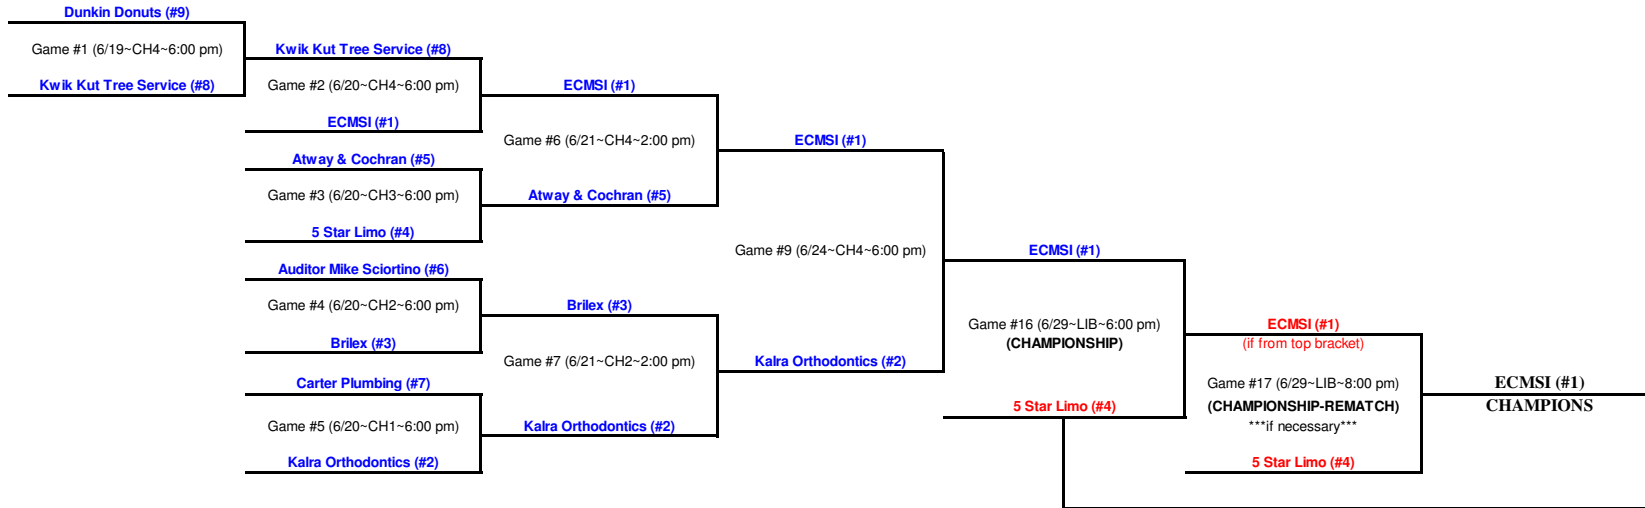 Dunkin Donuts (#9)
Game #1 (6/19~CH4~6:00 pm)
Kwik Kut Tree Service (#8)
Kwik Kut Tree Service (#8)
Game #2 (6/20~CH4~6:00 pm)
ECMSI (#1)
Atway & Cochran (#5)
Game #3 (6/20~CH3~6:00 pm)
5 Star Limo (#4)
Auditor Mike Sciortino (#6)
Game #4 (6/20~CH2~6:00 pm)
Brilex (#3)
Carter Plumbing (#7)
Game #5 (6/20~CH1~6:00 pm)
Kalra Orthodontics (#2)
ECMSI (#1)
Game #6 (6/21~CH4~2:00 pm)
Atway & Cochran (#5)
Brilex (#3)
Game #7 (6/21~CH2~2:00 pm)
Kalra Orthodontics (#2)
ECMSI (#1)
Game #9 (6/24~CH4~6:00 pm)
Kalra Orthodontics (#2)
ECMSI (#1)
Game #16 (6/29~LIB~6:00 pm)
(CHAMPIONSHIP)
5 Star Limo (#4)
ECMSI (#1)
(if from top bracket)
Game #17 (6/29~LIB~8:00 pm)
(CHAMPIONSHIP-REMATCH)
***if necessary***
5 Star Limo (#4)
ECMSI (#1)
CHAMPIONS